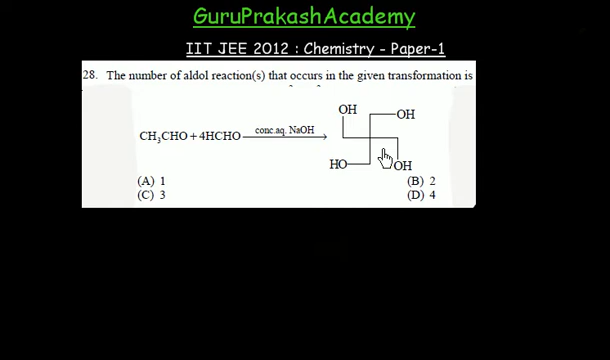 GuruPrakashAcademy
IIT JEE 2012 : Chemistry - Paper-1
28. The number of aldol reaction(s) that occurs in the given transformation is
CH₃CHO + 4HCHO conc.aq. NaOH
OH
OH
HO
OH
(A) 1 (B) 2
(C) 3 (D) 4